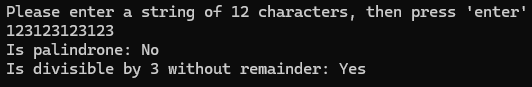 Please enter a string of 12 characters, then press 'enter'
123123123123
Is palindrone: No
Is divisible by 3 without remainder: Yes